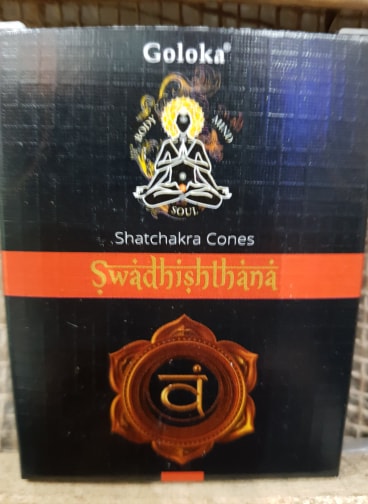 Goloka®
BODY MIND
SOUL
Shatchakra Cones
Swadhishthana
वं